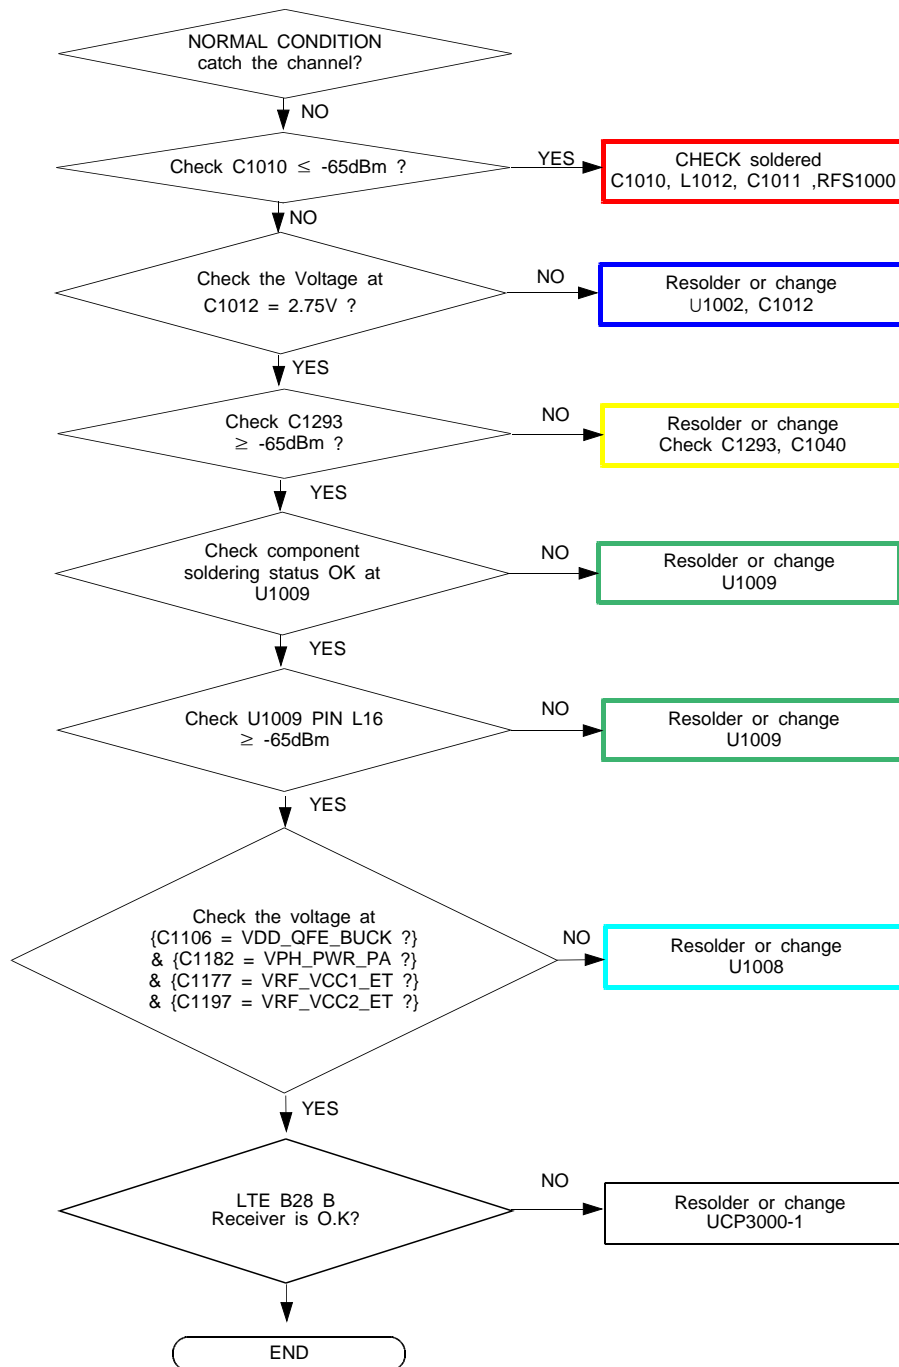 NORMAL CONDITION
catch the channel?
NO
Check C1010 ≤ -65dBm ?
YES
CHECK soldered
C1010, L1012, C1011 ,RFS1000
NO
Check the Voltage at
C1012 = 2.75V ?
NO
Resolder or change
U1002, C1012
YES
Check C1293
≥ -65dBm ?
NO
Resolder or change
Check C1293, C1040
YES
Check component
soldering status OK at
U1009
NO
Resolder or change
U1009
YES
Check U1009 PIN L16
≥ -65dBm
NO
Resolder or change
U1009
YES
Check the voltage at
{C1106 = VDD_QFE_BUCK ?}
& {C1182 = VPH_PWR_PA ?}
& {C1177 = VRF_VCC1_ET ?}
& {C1197 = VRF_VCC2_ET ?}
NO
Resolder or change
U1008
YES
LTE B28 B
Receiver is O.K?
NO
Resolder or change
UCP3000-1
END